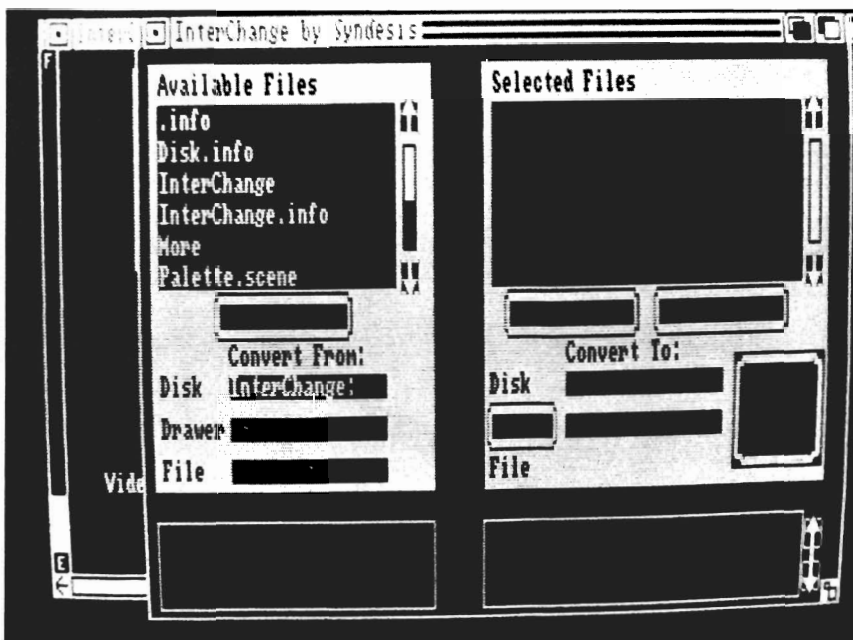 InterChange by Syndesis
Available Files
.info
Disk.info
InterChange
InterChange.info
More
Palette.scene
Convert From:
Disk InterChange:
Drawer
File
Selected Files
Convert To:
Disk
File
F
E
Vide